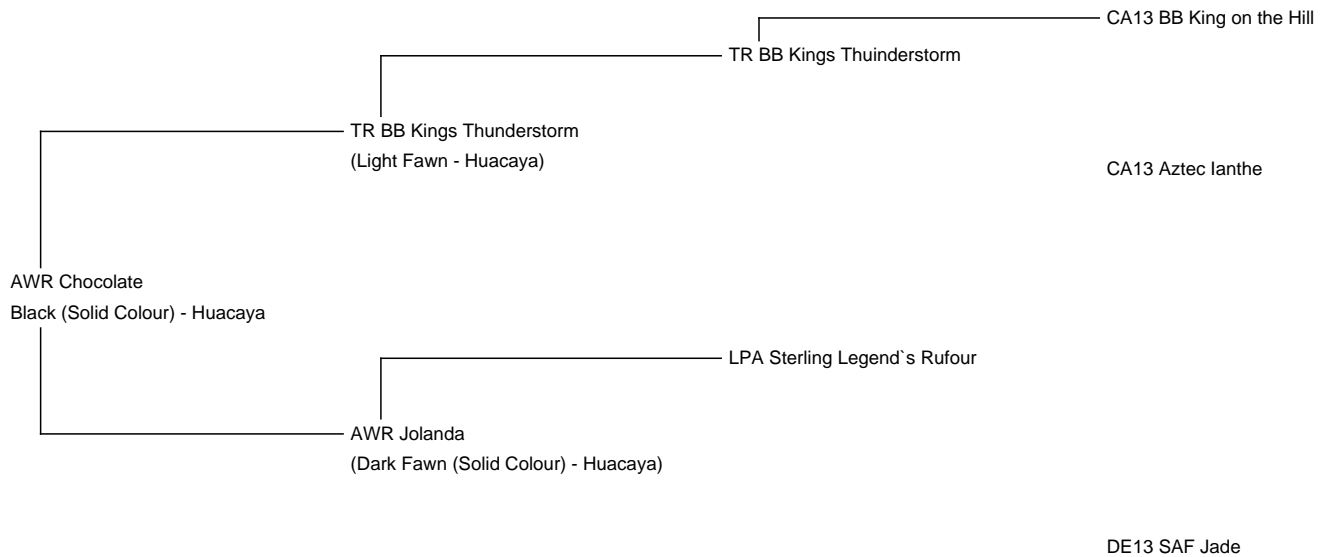 CA13 BB King on the Hill
TR BB Kings Thuinderstorm
TR BB Kings Thunderstorm
(Light Fawn - Huacaya)
CA13 Aztec Ianthe
AWR Chocolate
Black (Solid Colour) - Huacaya
LPA Sterling Legend`s Rufour
AWR Jolanda
(Dark Fawn (Solid Colour) - Huacaya)
DE13 SAF Jade